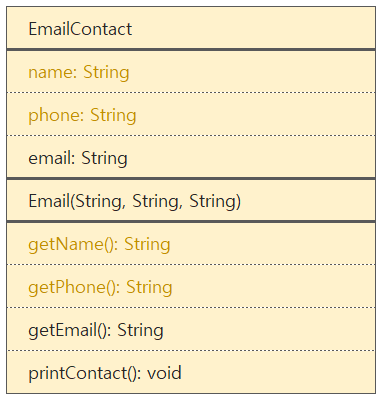 EmailContact
name: String
phone: String
email: String
Email(String, String, String)
getName(): String
getPhone(): String
getEmail(): String
printContact(): void